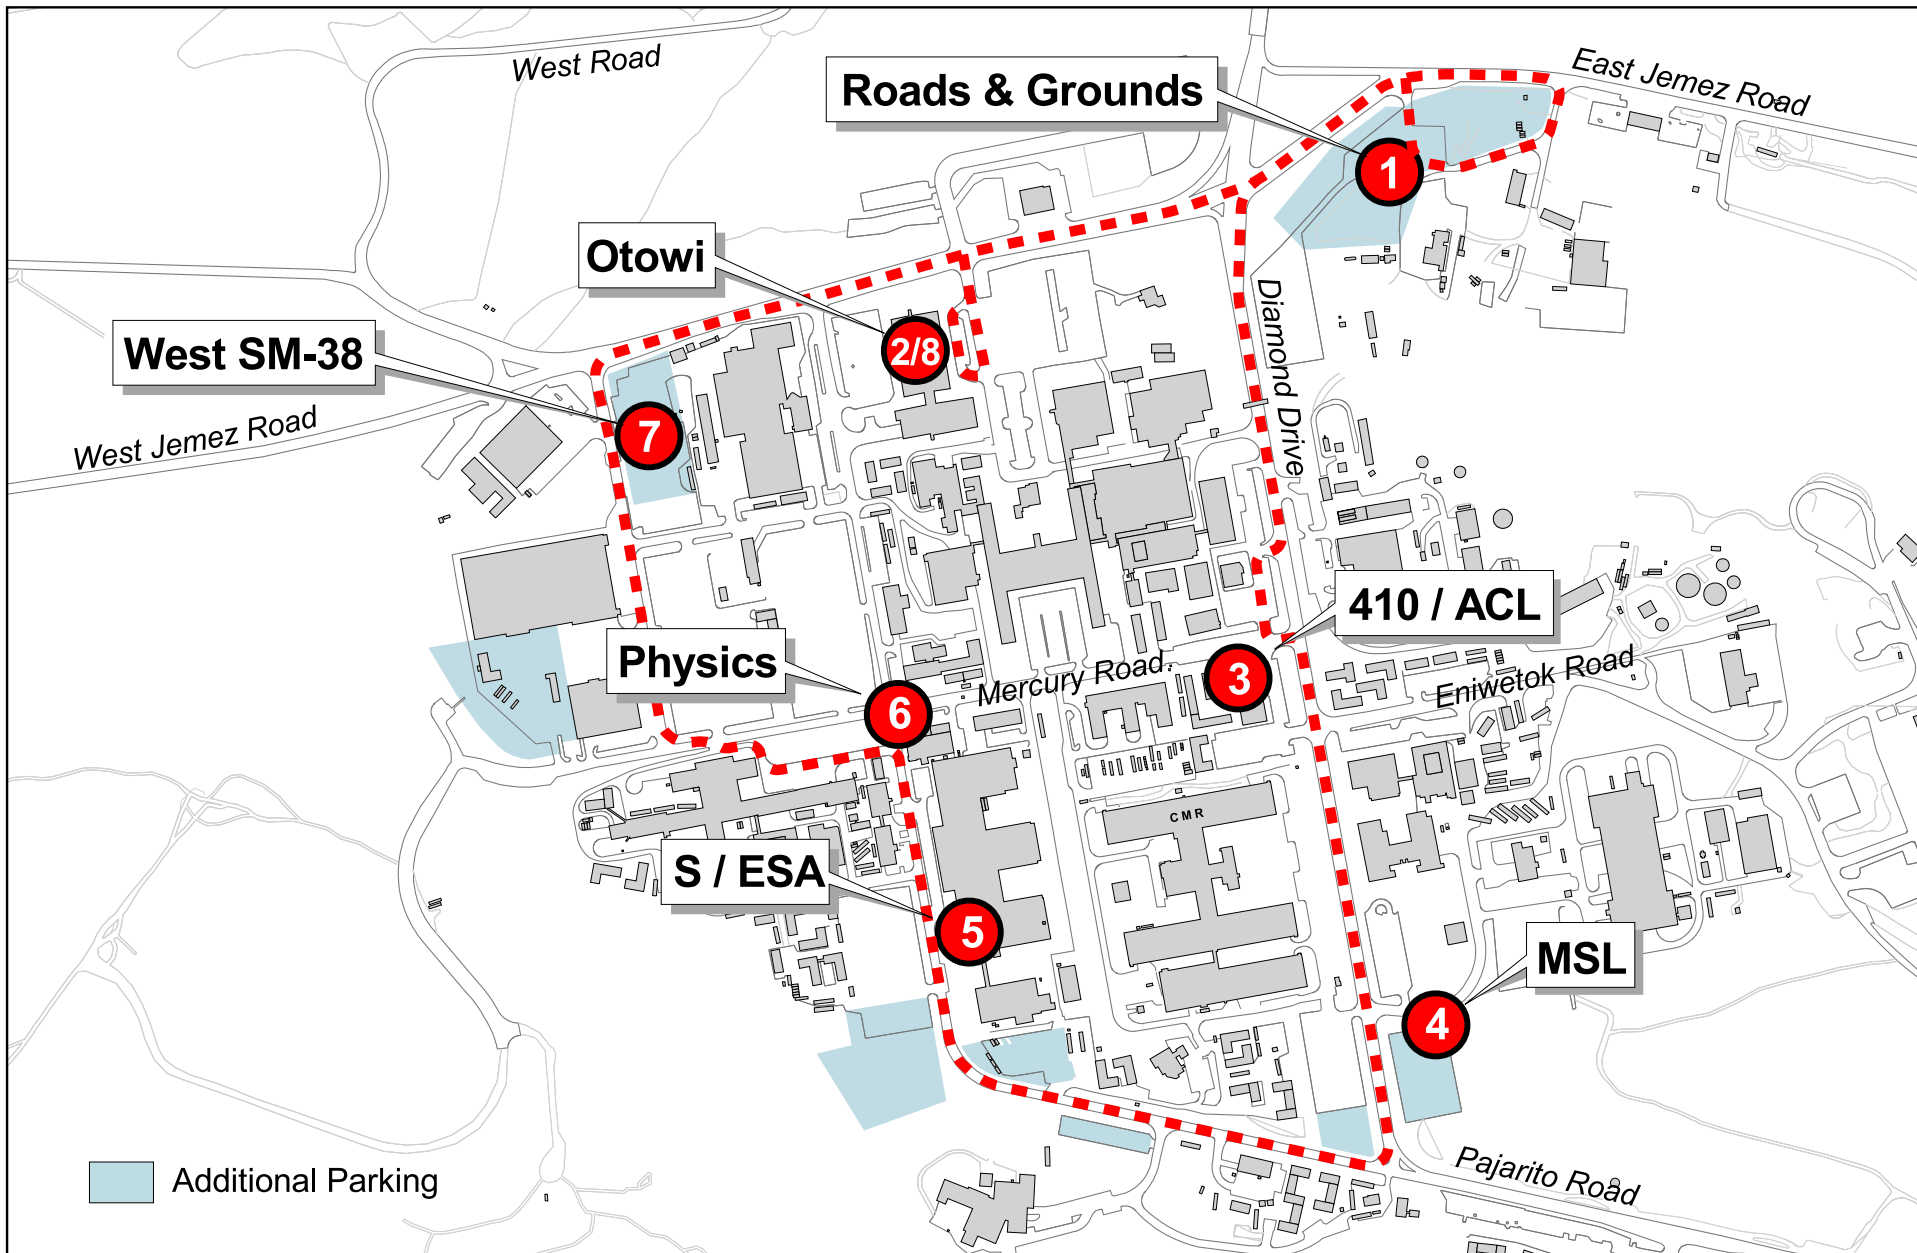 West Road
Roads & Grounds
East Jemez Road
1
Otowi
2/8
West SM-38
7
West Jemez Road
Diamond Drive
410 / ACL
3
Physics
6
Mercury Road
Eniwetok Road
CMR
S / ESA
5
MSL
4
Pajarito Road
Additional Parking